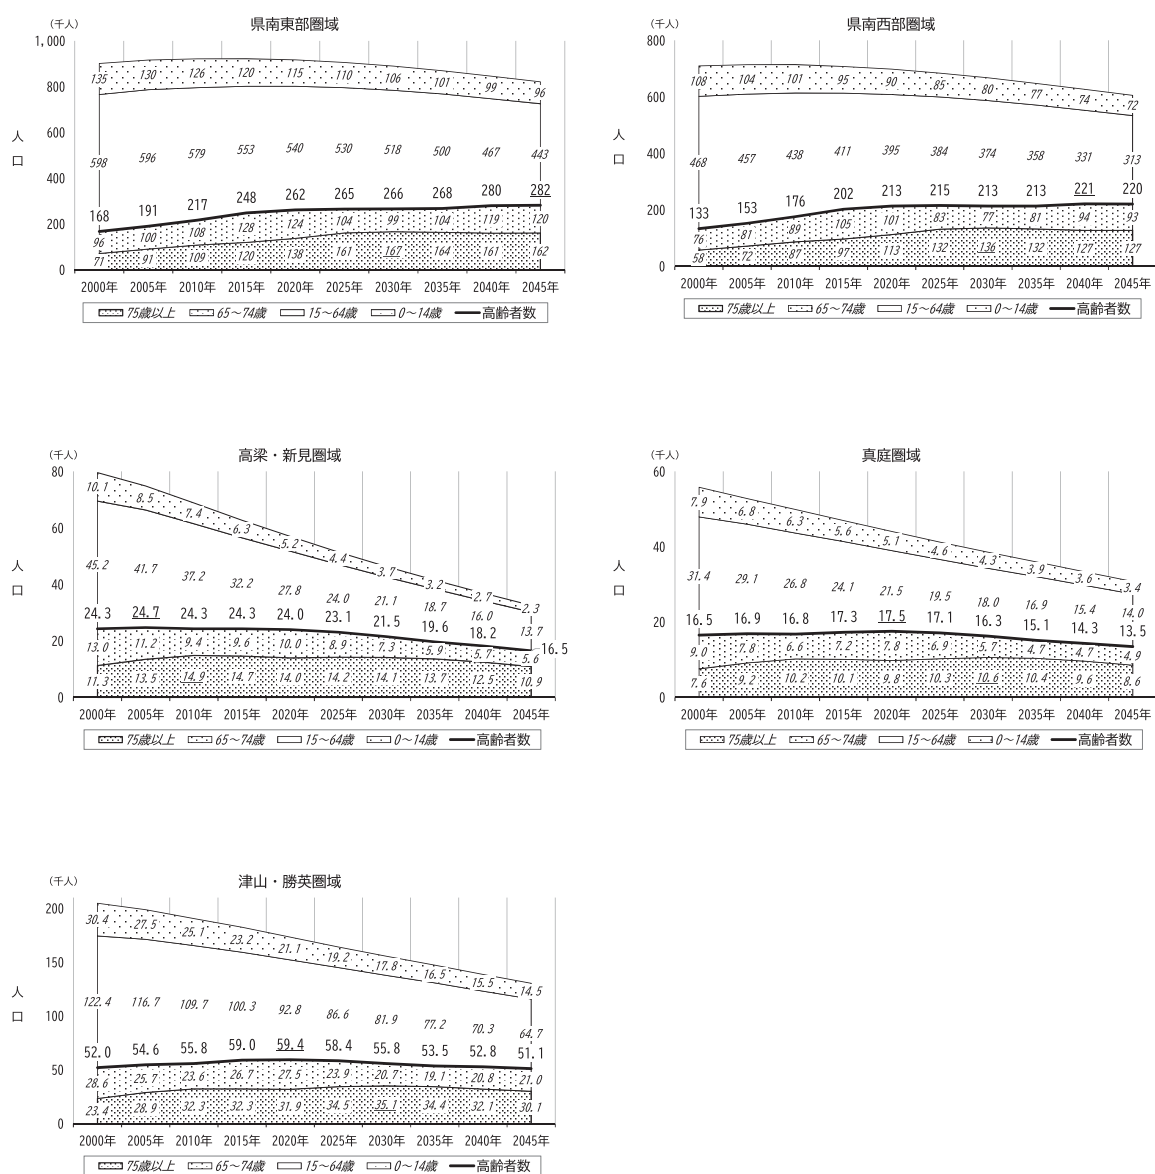 県南東部圏域
（千人）
1,000
800
600
400
200
0
人
口
135 130 126 120 115 110 106 101 99 96
598 596 579 553 540 530 518 500 467 443
168 191 217 248 262 265 266 268 280 282
96 100 108 128 124 104 99 104 119 120
71 91 109 120 138 161 167 164 161 162
2000年 2005年 2010年 2015年 2020年 2025年 2030年 2035年 2040年 2045年
75歳以上 65～74歳 15～64歳 0～14歳 高齢者数
県南西部圏域
（千人）
800
600
400
200
0
人
口
108 104 101 95 90 85 80 77 74 72
468 457 438 411 395 384 374 358 331 313
133 153 176 202 213 215 213 213 221 220
76 81 89 105 101 83 77 81 94 93
58 72 87 97 113 132 136 132 127 127
2000年 2005年 2010年 2015年 2020年 2025年 2030年 2035年 2040年 2045年
75歳以上 65～74歳 15～64歳 0～14歳 高齢者数
高梁・新見圏域
（千人）
80
60
40
20
0
人
口
10.1 8.5 7.4 6.3 5.2 4.4 3.7 3.2 2.7 2.3
45.2 41.7 37.2 32.2 27.8 24.0 21.1 18.7 16.0 13.7
24.3 24.7 24.3 24.3 24.0 23.1 21.5 19.6 18.2 16.5
13.0 11.2 9.4 9.6 10.0 8.9 7.3 5.9 5.7 5.6
11.3 13.5 14.9 14.7 14.0 14.2 14.1 13.7 12.5 10.9
2000年 2005年 2010年 2015年 2020年 2025年 2030年 2035年 2040年 2045年
75歳以上 65～74歳 15～64歳 0～14歳 高齢者数
真庭圏域
（千人）
60
40
20
0
人
口
7.9 6.8 6.3 5.6 5.1 4.6 4.3 3.9 3.6 3.4
31.4 29.1 26.8 24.1 21.5 19.5 18.0 16.9 15.4 14.0
16.5 16.9 16.8 17.3 17.5 17.1 16.3 15.1 14.3 13.5
9.0 7.8 6.6 7.2 7.8 6.9 5.7 4.7 4.7 4.9
7.6 9.2 10.2 10.1 9.8 10.3 10.6 10.4 9.6 8.6
2000年 2005年 2010年 2015年 2020年 2025年 2030年 2035年 2040年 2045年
75歳以上 65～74歳 15～64歳 0～14歳 高齢者数
津山・勝英圏域
（千人）
200
150
100
50
0
人
口
30.4 27.5 25.1 23.2 21.1 19.2 17.8 16.5 15.5 14.5
122.4 116.7 109.7 100.3 92.8 86.6 81.9 77.2 70.3 64.7
52.0 54.6 55.8 59.0 59.4 58.4 55.8 53.5 52.8 51.1
28.6 25.7 23.6 26.7 27.5 23.9 20.7 19.1 20.8 21.0
23.4 28.9 32.3 32.3 31.9 34.5 35.1 34.4 32.1 30.1
2000年 2005年 2010年 2015年 2020年 2025年 2030年 2035年 2040年 2045年
75歳以上 65～74歳 15～64歳 0～14歳 高齢者数